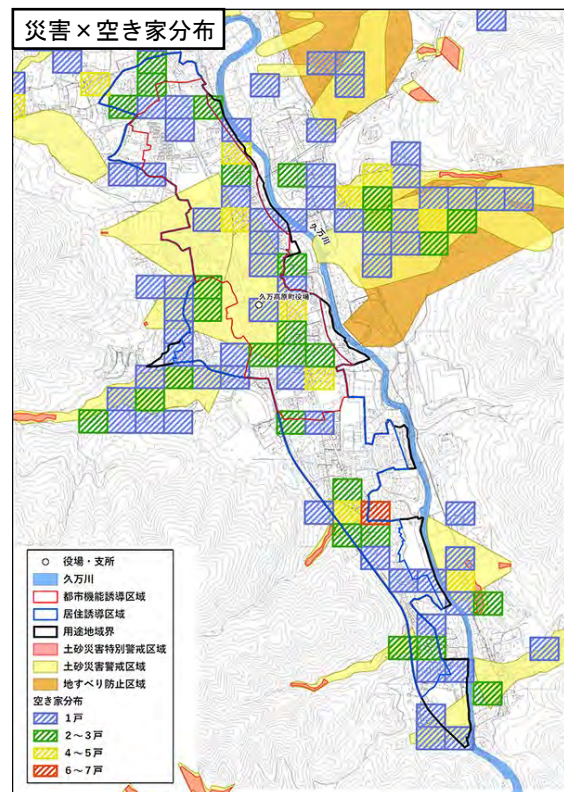 災害×空き家分布
久万川
久万高原町役場
役場・支所
久万川
都市機能誘導区域
居住誘導区域
用途地域界
土砂災害特別警戒区域
土砂災害警戒区域
地すべり防止区域
空き家分布
1戸
2～3戸
4～5戸
6～7戸